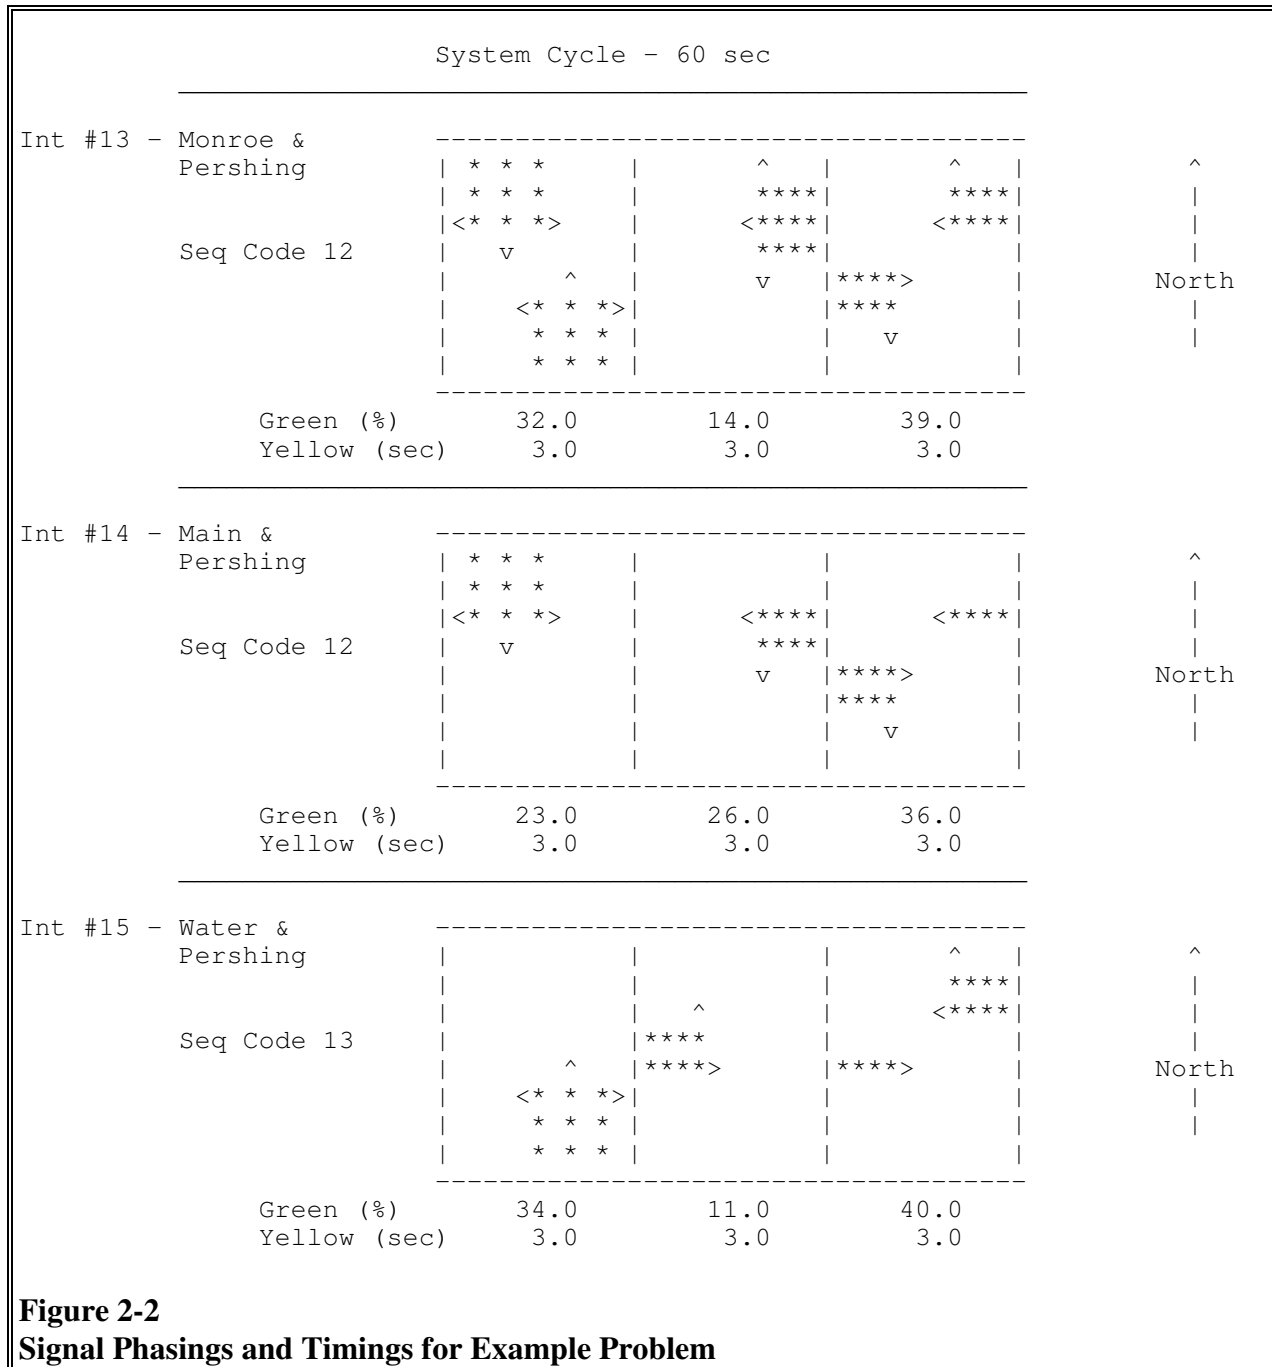 System Cycle - 60 sec
Int #13 - Monroe &         -------------------------------------
          Pershing         | * * *     |       ^   |       ^   |          ^
                           | * * *     |       ****|       ****|          |
                           |<* * *>    |      <****|      <****|          |
          Seq Code 12      |   v       |       ****|           |          |
                           |       ^   |       v   |****>      |        North
                           |    <* * *>|           |****       |          |
                           |     * * * |           |   v       |          |
                           |     * * * |           |           |
                           -------------------------------------
               Green (%)     32.0        14.0        39.0
               Yellow (sec)   3.0         3.0         3.0
Int #14 - Main &           -------------------------------------
          Pershing         | * * *     |           |           |          ^
                           | * * *     |           |           |          |
                           |<* * *>    |      <****|      <****|          |
          Seq Code 12      |   v       |       ****|           |          |
                           |           |       v   |****>      |        North
                           |           |           |****       |          |
                           |           |           |   v       |          |
                           |           |           |           |
                           -------------------------------------
               Green (%)     23.0        26.0        36.0
               Yellow (sec)   3.0         3.0         3.0
Int #15 - Water &          -------------------------------------
          Pershing         |           |           |       ^   |          ^
                           |           |           |       ****|          |
                           |           |   ^       |      <****|          |
          Seq Code 13      |           |****       |           |          |
                           |       ^   |****>      |****>      |        North
                           |    <* * *>|           |           |          |
                           |     * * * |           |           |          |
                           |     * * * |           |           |
                           -------------------------------------
               Green (%)     34.0        11.0        40.0
               Yellow (sec)   3.0         3.0         3.0
Figure 2-2
Signal Phasings and Timings for Example Problem